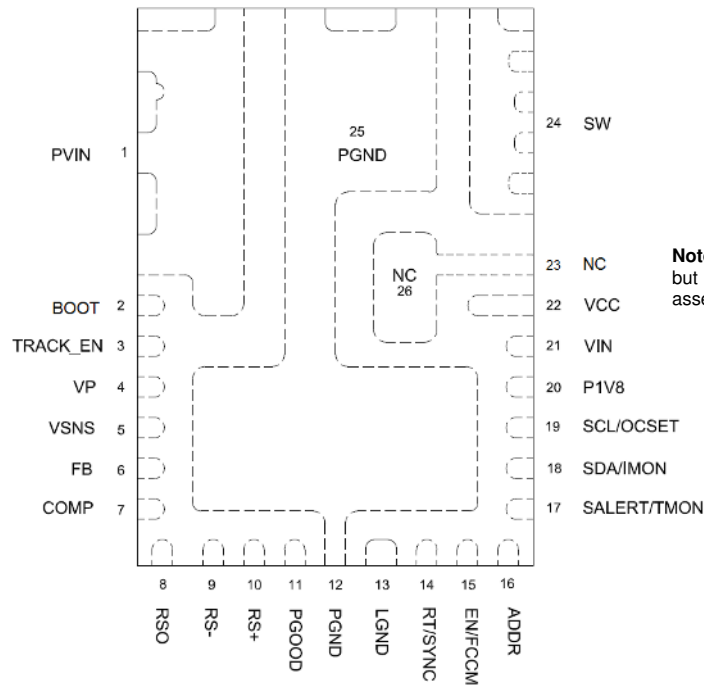 25
PGND
PVIN 1
24 SW
NC
26
23 NC
Note
but
asse
BOOT 2
22 VCC
TRACK_EN 3
21 VIN
VP 4
20 P1V8
VSNS 5
19 SCL/OCSET
FB 6
18 SDA/IMON
COMP 7
17 SALERT/TMON
8 9 10 11 12 13 14 15 16
RSO
RS-
RS+
PGOOD
PGND
LGND
RT/SYNC
EN/FCCM
ADDR